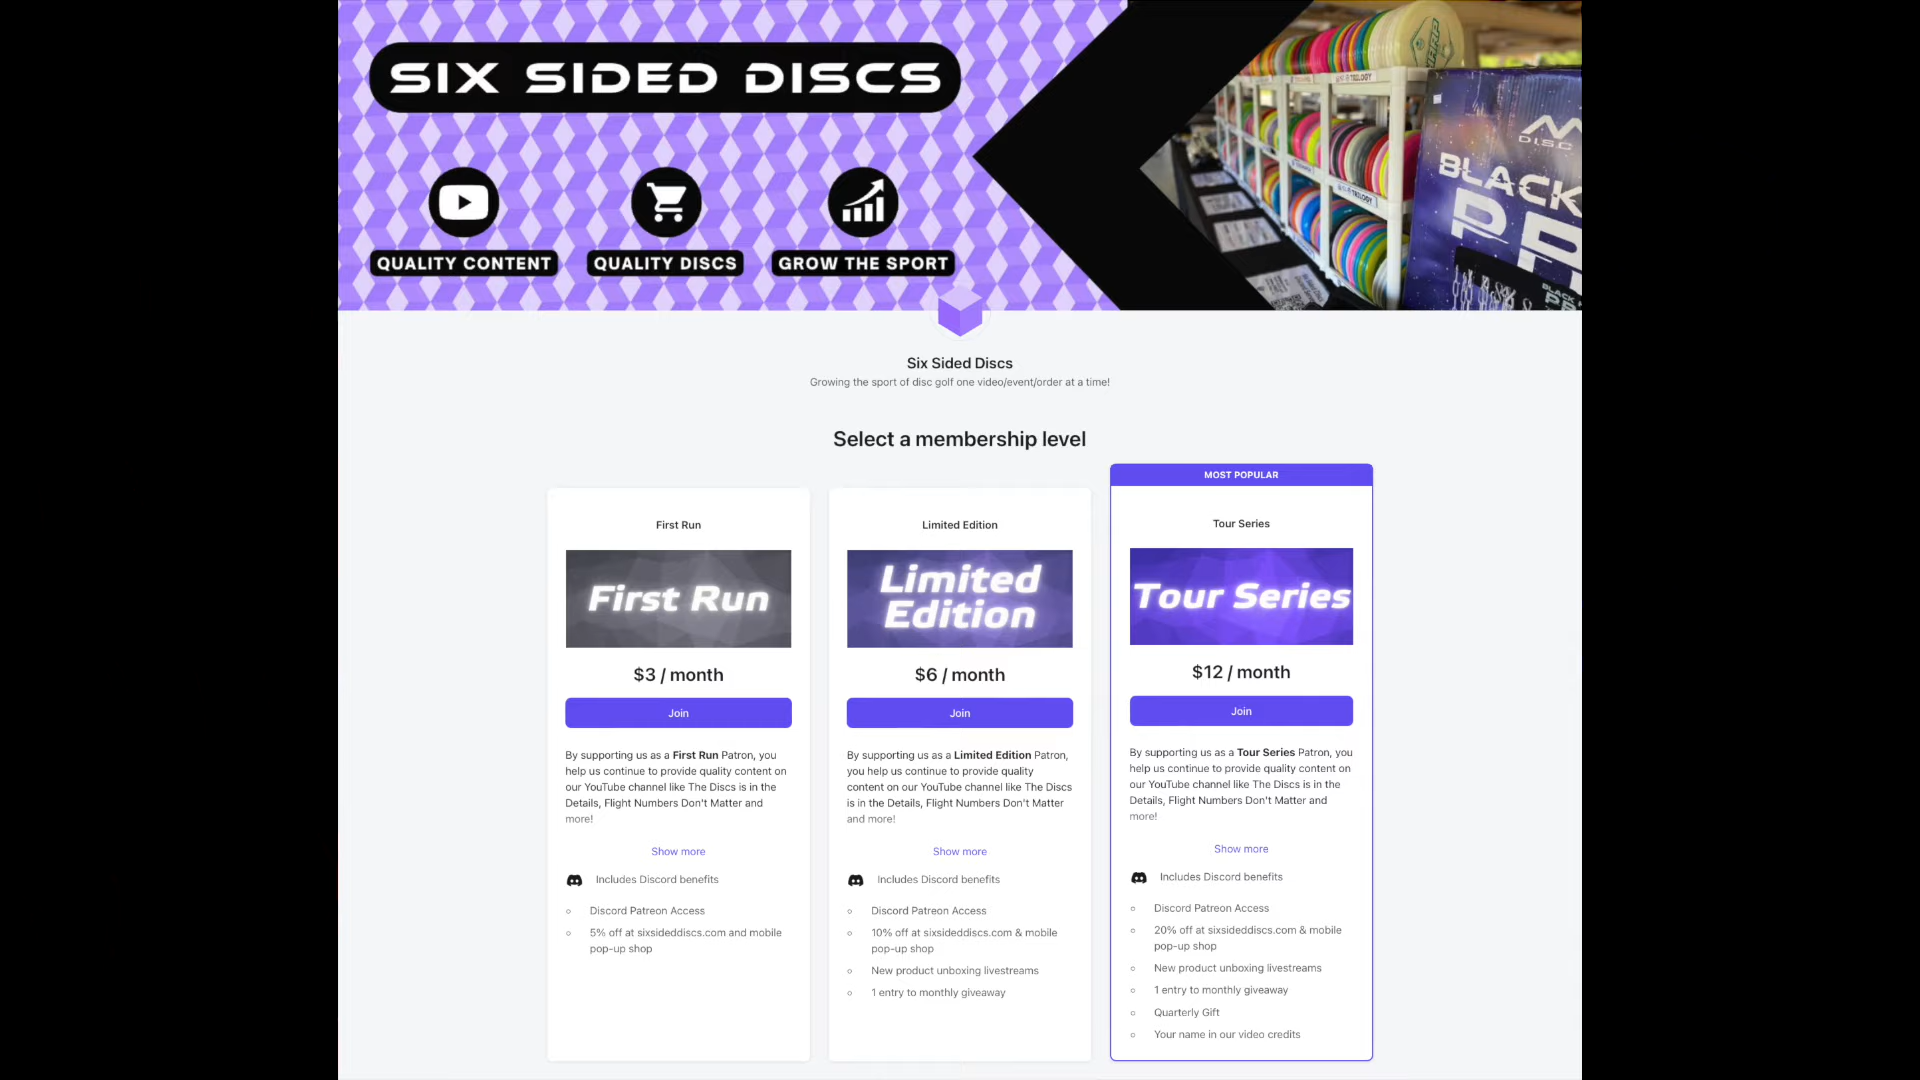 SIX SIDED DISCS
QUALITY CONTENT
QUALITY DISCS
GROW THE SPORT
DISC
BLACK
Six Sided Discs
Growing the sport of disc golf one video/event/order at a time!
Select a membership level
First Run
First Run
$3 / month
Join
By supporting us as a First Run Patron, you
help us continue to provide quality content on
our YouTube channel like The Discs is in the
Details, Flight Numbers Don't Matter and
more!
Show more
Includes Discord benefits
Discord Patreon Access
5% off at sixsideddiscs.com and mobile
pop-up shop
Limited Edition
Limited
Edition
$6 / month
Join
By supporting us as a Limited Edition Patron,
you help us continue to provide quality
content on our YouTube channel like The Discs
is in the Details, Flight Numbers Don't Matter
and more!
Show more
Includes Discord benefits
Discord Patreon Access
10% off at sixsideddiscs.com & mobile
pop-up shop
New product unboxing livestreams
1 entry to monthly giveaway
MOST POPULAR
Tour Series
Tour Series
$12 / month
Join
By supporting us as a Tour Series Patron, you
help us continue to provide quality content on
our YouTube channel like The Discs is in the
Details, Flight Numbers Don't Matter and
more!
Show more
Includes Discord benefits
Discord Patreon Access
20% off at sixsideddiscs.com & mobile
pop-up shop
New product unboxing livestreams
1 entry to monthly giveaway
Quarterly Gift
Your name in our video credits